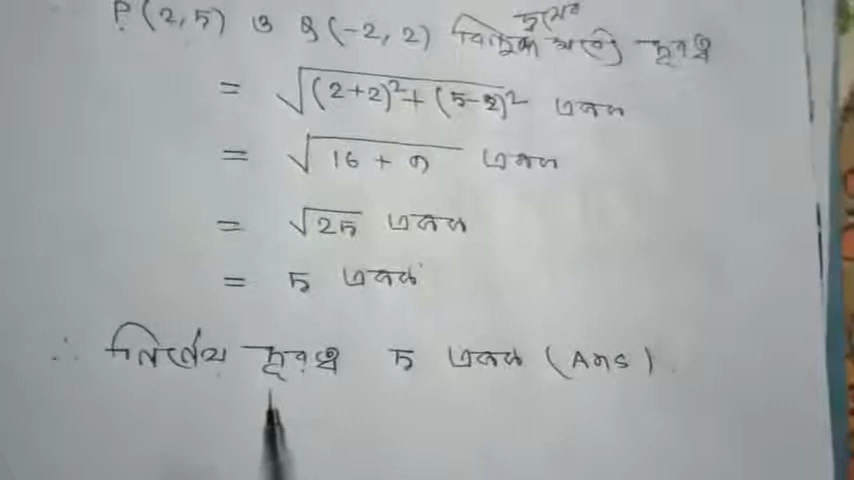 P(2, 5) ও Q(-2, 2) বিন্দুদ্বয়ের মধ্যবর্তী দূরত্ব
= √(2+2)² + (5-2)² একক
= √16 + 9 একক
= √25 একক
= 5 একক
∴ নির্ণেয় দূরত্ব 5 একক (Ans)